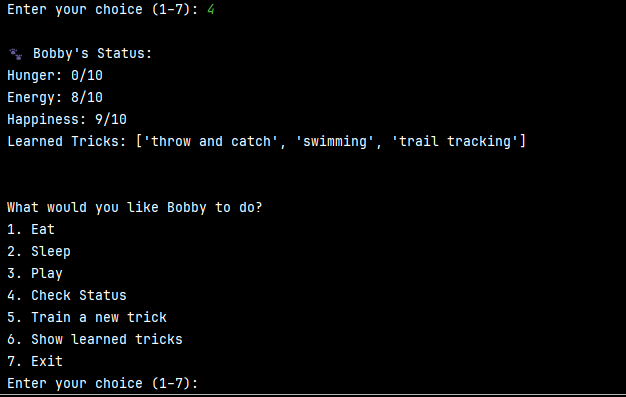 Enter your choice (1-7): 4
🐾 Bobby's Status:
Hunger: 0/10
Energy: 8/10
Happiness: 9/10
Learned Tricks: ['throw and catch', 'swimming', 'trail tracking']
What would you like Bobby to do?
1. Eat
2. Sleep
3. Play
4. Check Status
5. Train a new trick
6. Show learned tricks
7. Exit
Enter your choice (1-7):